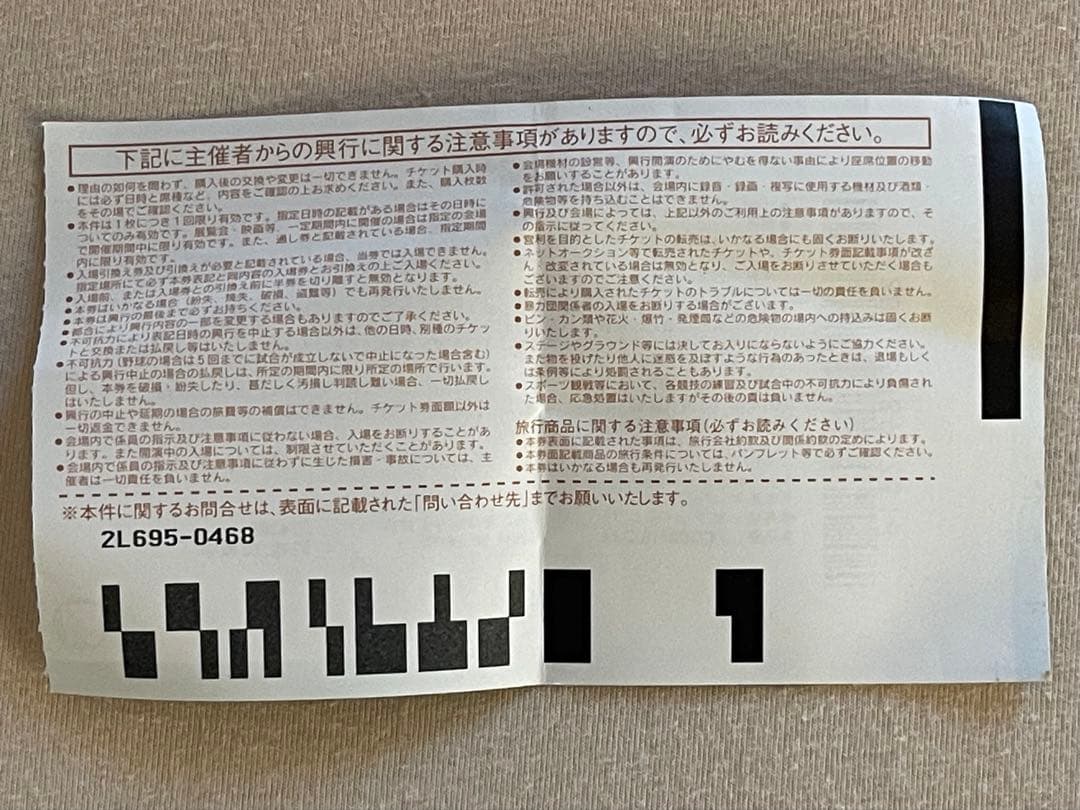 下記に主催者からの興行に関する注意事項がありますので、必ずお読みください。
●理由の如何を問わず、購入後の交換や変更は一切できません。チケット購入時
には必ず日時と席種など、内容をご確認の上お求めください。また、購入枚数
をその場でご確認ください。
●本件は1枚につき1回限り有効です。指定日時の記載がある場合はその日時に
ついてのみ有効です。展覧会・映画等、一定期間内に開催の場合は指定の会場
で開催期間中に限り有効です。また、通し券と記載されている場合、指定期間
内に限り有効です。
●入場引換え券及び引換えが必要と記載されている場合、当券では入場できません。
指定場所にて必ず本券表記と同内容の入場券とお引換えの上ご入場ください。
●入場前、または入場券との引換え前に半券を切り離すと無効となります。
●本券はいかなる場合(紛失、焼失、破損、盗難等)でも再発行いたしません。
●本券は興行の最後まで必ずお持ちください。
●都合により興行内容の一部を変更する場合もありますのでご了承ください。
●不可抗力により表記日時の興行を中止する場合以外は、他の日時、別種のチケッ
トと交換または払戻し等はいたしません。
●不可抗力(野球の場合は5回までに試合が成立しないで中止になった場合含む)
による興行中止の場合の払戻しは、所定の期間内に限り所定の場所で行います。
但し、本券を破損・紛失したり、甚だしく汚損し判読し難い場合、一切払戻し
はいたしません。
●興行の中止や延期の場合の旅費等の補償はできません。チケット券面額以外は
一切返金できません。
●会場内で係員の指示及び注意事項に従わない場合、入場をお断りすることがあ
ります。また開演中の入場については、制限させていただくことがあります。
●会場内で係員の指示及び注意事項に従わずに生じた損害・事故については、主
催者は一切責任を負いません。
●会場機材の設営等、興行開演のためにやむを得ない事由により座席位置の移動
をお願いすることがあります。
●許可された場合以外は、会場内に録音・録画・複写に使用する機材及び酒類・
危険物等を持ち込むことはできません。
●興行及び会場によっては、上記以外のご利用上の注意事項がありますので、そ
の指示に従ってください。
●営利を目的としたチケットの転売は、いかなる場合にも固くお断りいたします。
●ネットオークション等で転売されたチケットや、チケット券面記載事項が改ざ
ん・改変されている場合は無効となり、ご入場をお断りさせていただく場合も
ございますのでご注意ください。
●転売により購入されたチケットのトラブルについては一切の責任を負いません。
●暴力団関係者の入場をお断りする場合がございます。
●ビン・カン類や花火・爆竹・発煙筒などの危険物の場内への持込みは固くお断
りいたします。
●ステージやグラウンド等には決してお入りにならないようにご協力ください。
また物を投げたり他人に迷惑を及ぼすような行為のあったときは、退場もしく
は条例等により処罰されることもあります。
●スポーツ観戦等において、各競技の練習及び試合中の不可抗力により負傷され
た場合、応急処置はいたしますがその後の責は負いません。
旅行商品に関する注意事項(必ずお読みください)
●本券表面に記載された事項は、旅行会社約款及び関係約款の定めによります。
●本券面記載商品の旅行条件については、パンフレット等で必ずご確認ください。
●本券はいかなる場合も再発行いたしません。
※本件に関するお問合せは、表面に記載された「問い合わせ先」までお願いいたします。
2L695-0468